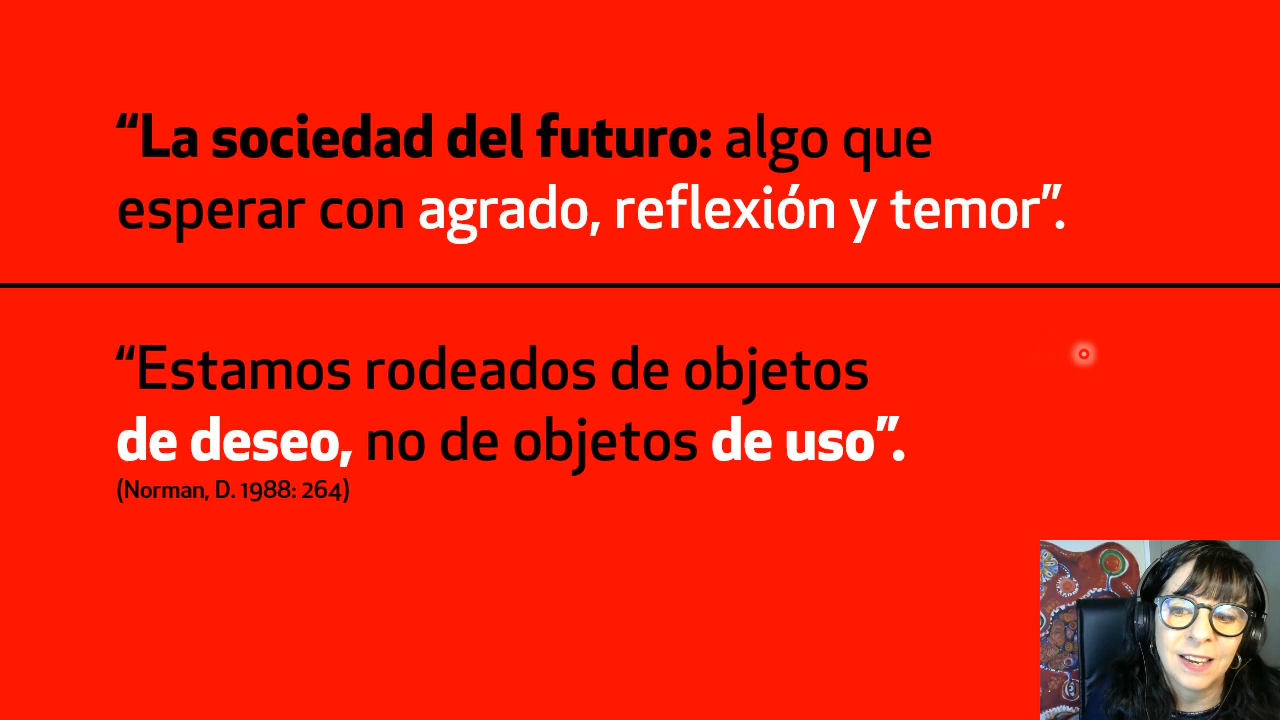 “La sociedad del futuro: algo que
esperar con agrado, reflexión y temor”.
“Estamos rodeados de objetos
de deseo, no de objetos de uso”.
(Norman, D. 1988: 264)